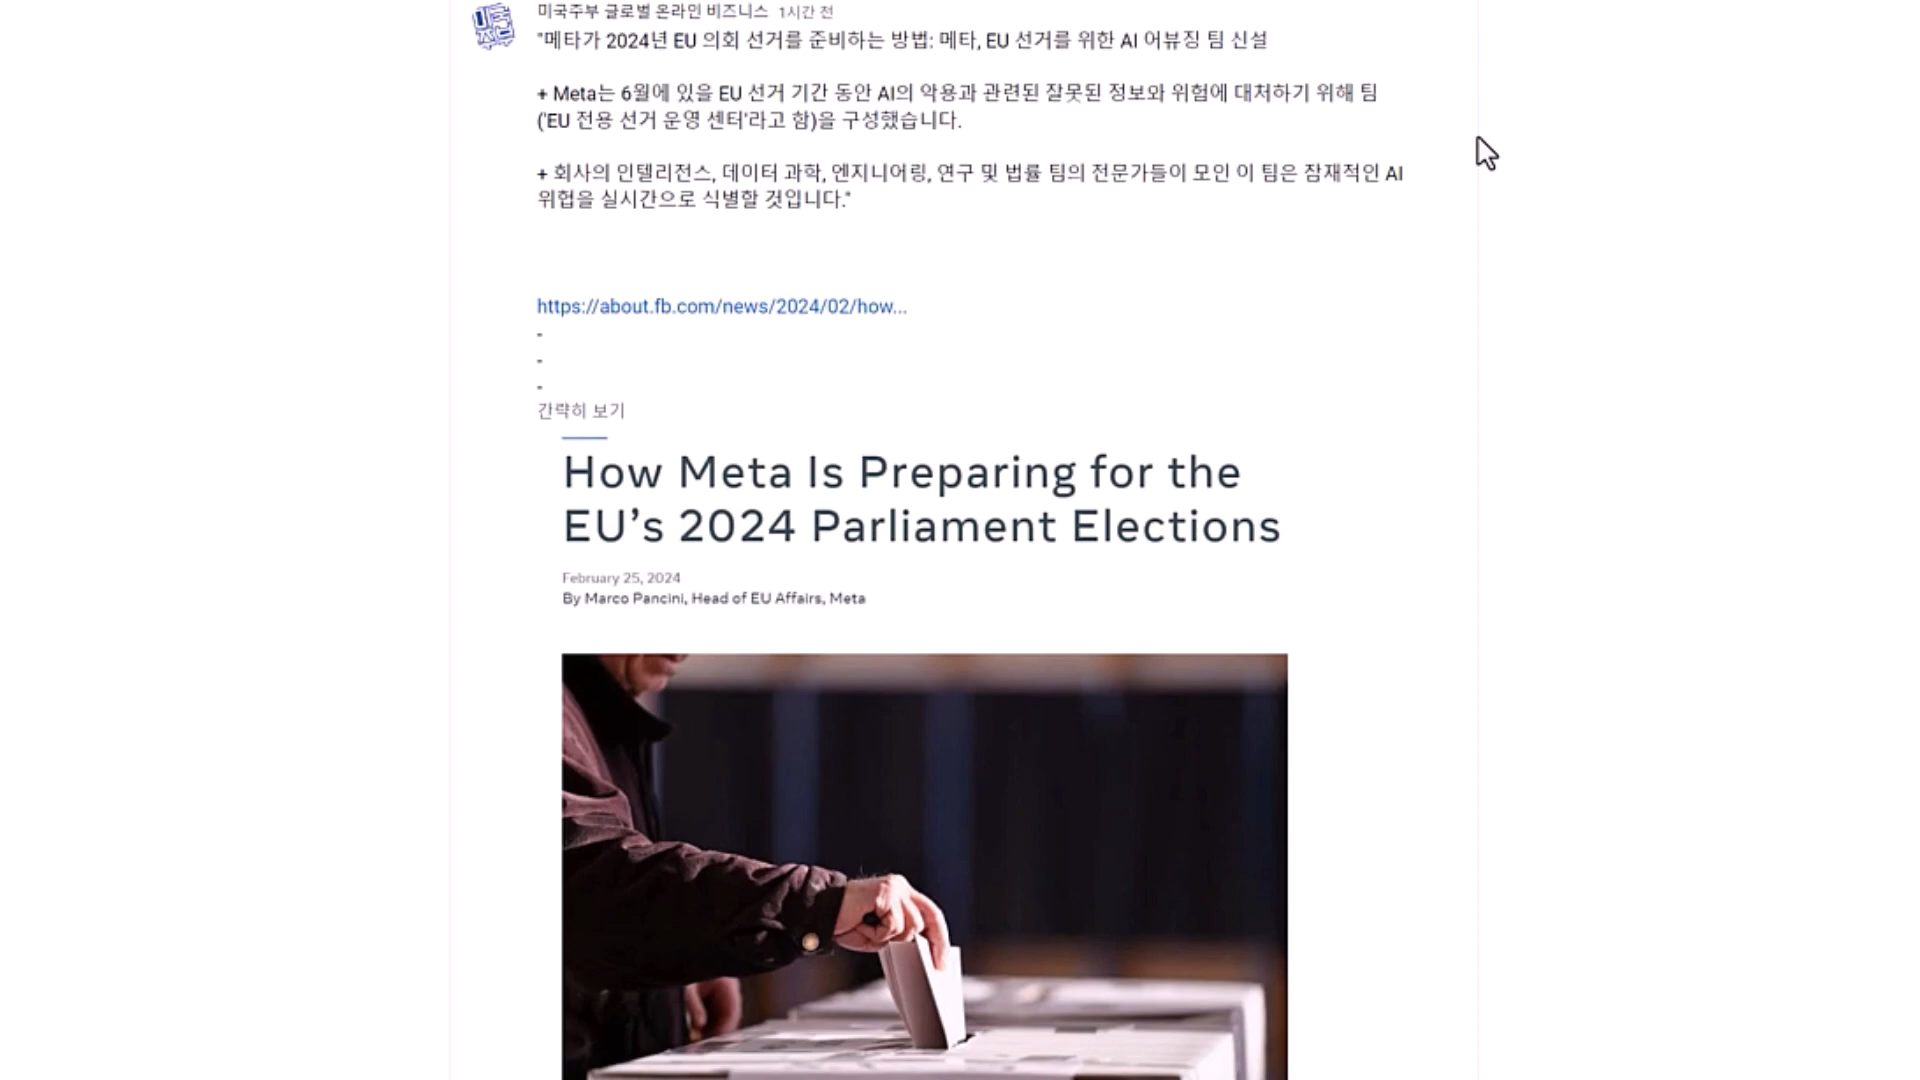 미국주부 글로벌 온라인 비즈니스 1시간 전
"메타가 2024년 EU 의회 선거를 준비하는 방법: 메타, EU 선거를 위한 AI 어뷰징 팀 신설
+ Meta는 6월에 있을 EU 선거 기간 동안 AI의 악용과 관련된 잘못된 정보와 위험에 대처하기 위해 팀
('EU 전용 선거 운영 센터'라고 함)을 구성했습니다.
+ 회사의 인텔리전스, 데이터 과학, 엔지니어링, 연구 및 법률 팀의 전문가들이 모인 이 팀은 잠재적인 AI
위협을 실시간으로 식별할 것입니다."
https://about.fb.com/news/2024/02/how...
-
-
-
간략히 보기
How Meta Is Preparing for the
EU’s 2024 Parliament Elections
February 25, 2024
By Marco Pancini, Head of EU Affairs, Meta